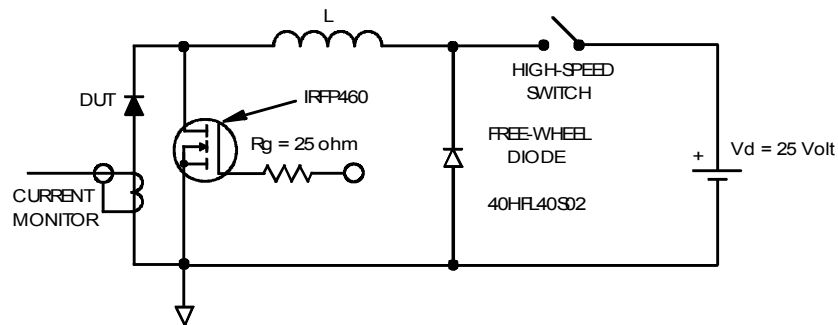 L
HIGH-SPEED
SWITCH
DUT
IRFP460
Rg = 25 ohm
FREE-WHEEL
DIODE
+
Vd = 25 Volt
CURRENT
MONITOR
40HFL40S02